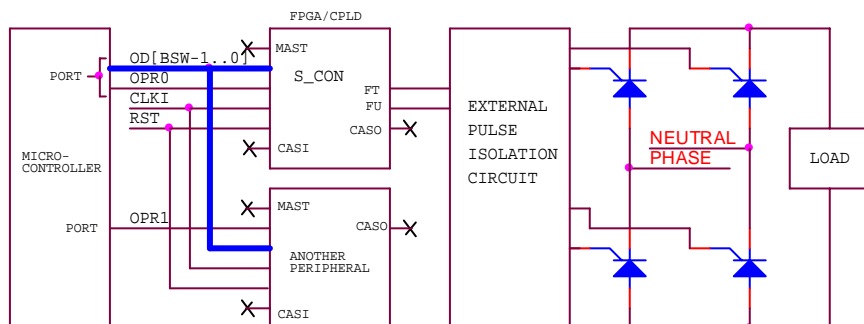 FPGA/CPLD
OD[BSW-1..0]
MAST
PORT
S_CON
OPR0
FT
CLKI
FU
EXTERNAL
RST
CASO
PULSE
NEUTRAL
MICRO-
CONTROLLER
CASI
ISOLATION
PHASE
LOAD
CIRCUIT
MAST
PORT
OPR1
CASO
ANOTHER
PERIPHERAL
CASI